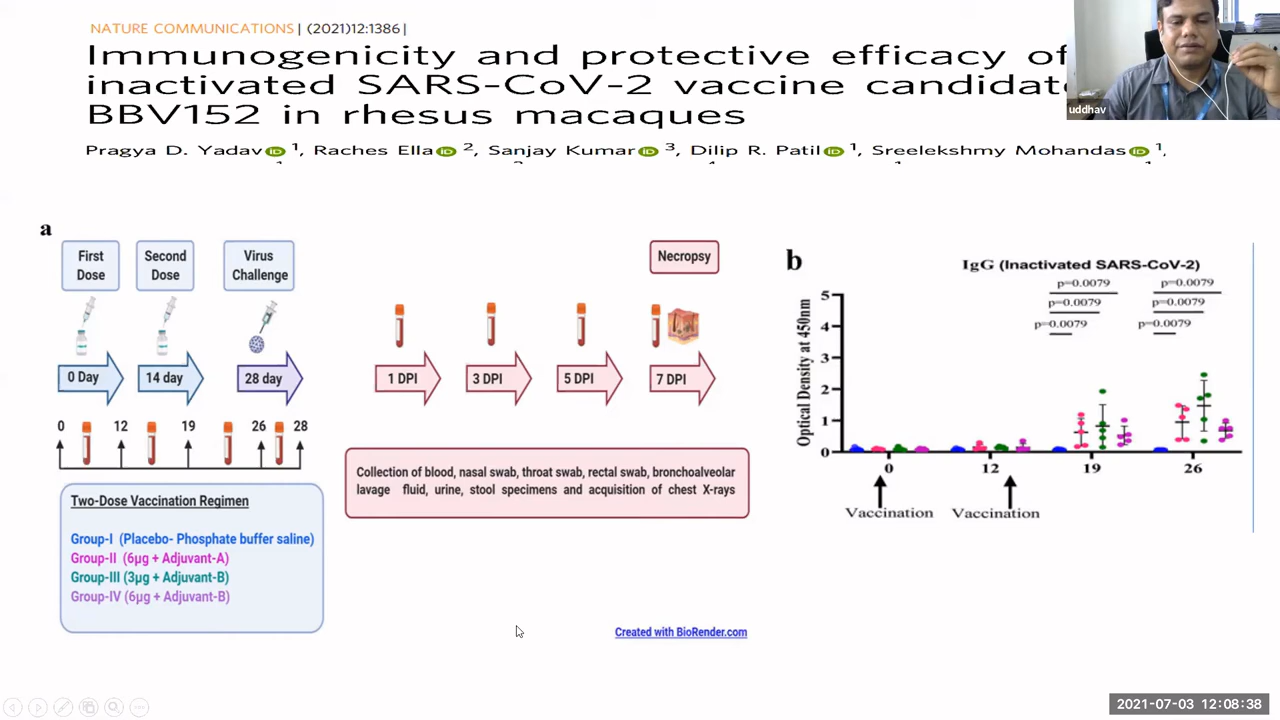 NATURE COMMUNICATIONS| (2021)12:1386|
Immunogenicity and protective efficacy of
inactivated SARS-CoV-2 vaccine candidate
BBV152 in rhesus macaques
Pragya D. Yadav iD 1, Raches Ella iD 2, Sanjay Kumar iD 3, Dilip R. Patil iD 1, Sreelekshmy Mohandas iD 1,
uddhav
a
First Dose
Second Dose
Virus Challenge
Necropsy
0 Day
14 day
28 day
1 DPI
3 DPI
5 DPI
7 DPI
0 12 19 26 28
Two-Dose Vaccination Regimen
Group-I (Placebo- Phosphate buffer saline)
Group-II (6µg + Adjuvant-A)
Group-III (3µg + Adjuvant-B)
Group-IV (6µg + Adjuvant-B)
Collection of blood, nasal swab, throat swab, rectal swab, bronchoalveolar
lavage fluid, urine, stool specimens and acquisition of chest X-rays
Created with BioRender.com
b
IgG (Inactivated SARS-CoV-2)
p=0.0079 p=0.0079
p=0.0079 p=0.0079
p=0.0079 p=0.0079
Optical Density at 450nm
5
4
3
2
1
0
0 12 19 26
Vaccination Vaccination
2021-07-03 12:08:38